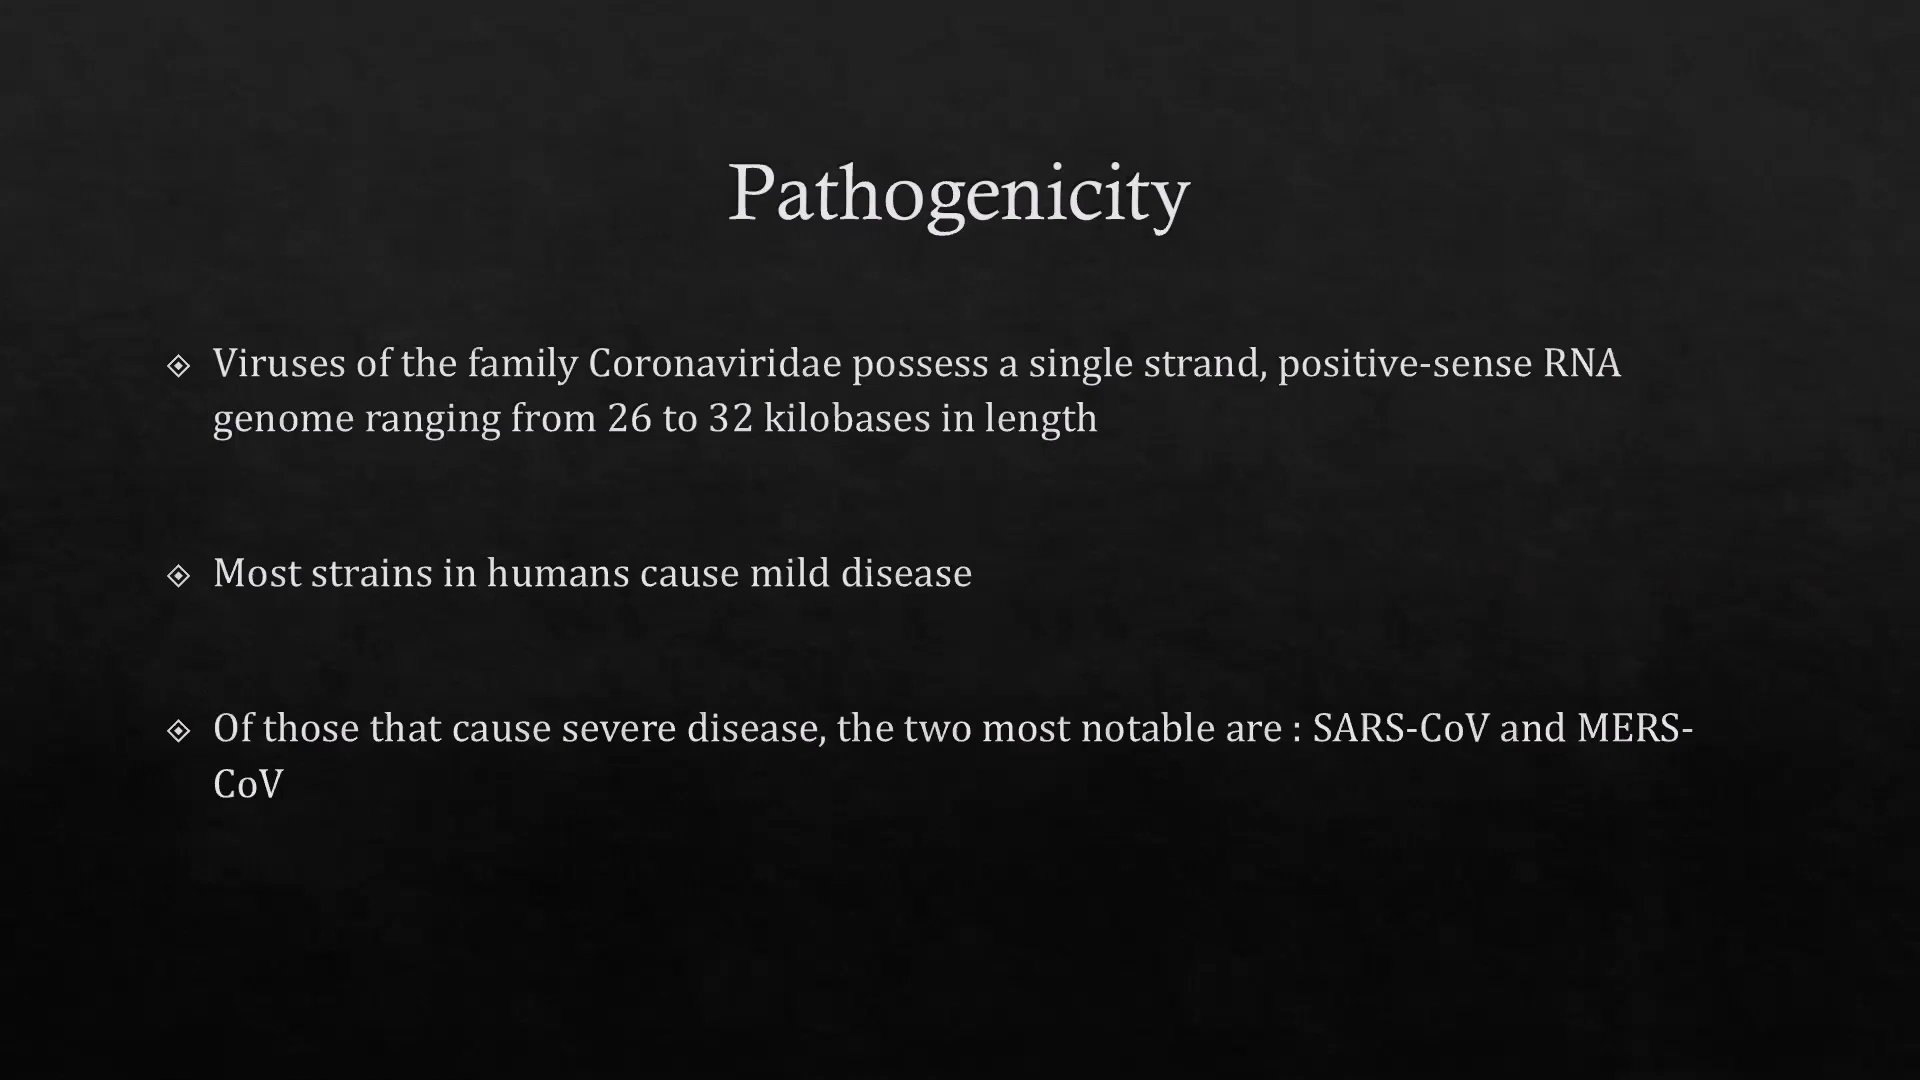 Pathogenicity
Viruses of the family Coronaviridae possess a single strand, positive-sense RNA
genome ranging from 26 to 32 kilobases in length
Most strains in humans cause mild disease
Of those that cause severe disease, the two most notable are : SARS-CoV and MERS-
CoV